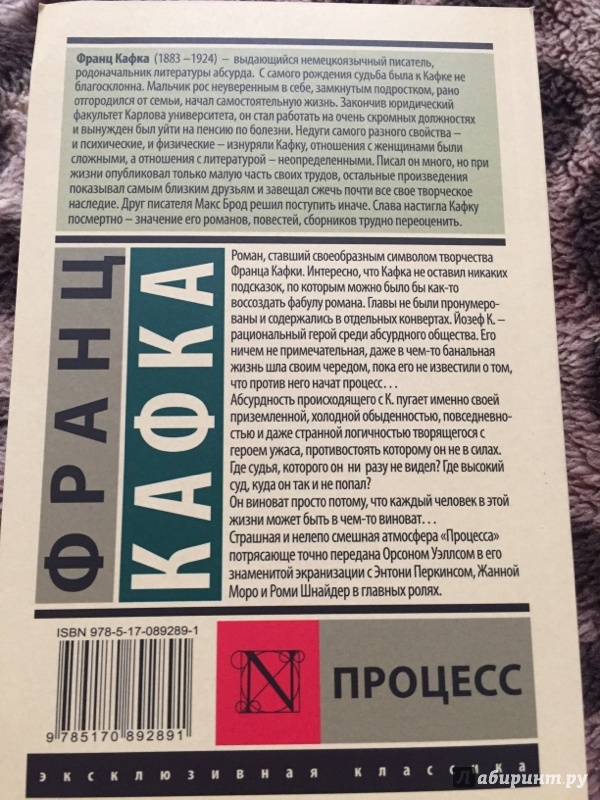 Франц Кафка (1883 –1924) – выдающийся немецкоязычный писатель,
родоначальник литературы абсурда. С самого рождения судьба была к Кафке не
благосклонна. Мальчик рос неуверенным в себе, замкнутым подростком, рано
отгородился от семьи, начал самостоятельную жизнь. Закончив юридический
факультет Карлова университета, он стал работать на очень скромных должностях
и вынужден был уйти на пенсию по болезни. Недуги самого разного свойства –
и психические, и физические – изнуряли Кафку, отношения с женщинами были
сложными, а отношения с литературой – неопределенными. Писал он много, но при
жизни опубликовал только малую часть своих трудов, остальные произведения
показывал самым близким друзьям и завещал сжечь почти все свое творческое
наследие. Друг писателя Макс Брод решил поступить иначе. Слава настигла Кафку
посмертно – значение его романов, повестей, сборников трудно переоценить.
ФРАНЦ
КАФКА
Роман, ставший своеобразным символом творчества
Франца Кафки. Интересно, что Кафка не оставил никаких
подсказок, по которым можно было бы как-то
воссоздать фабулу романа. Главы не были пронумеро-
ваны и содержались в отдельных конвертах. Йозеф К. –
рациональный герой среди абсурдного общества. Его
ничем не примечательная, даже в чем-то банальная
жизнь шла своим чередом, пока его не известили о том,
что против него начат процесс…
Абсурдность происходящего с К. пугает именно своей
приземленной, холодной обыденностью, повседневно-
стью и даже странной логичностью творящегося с
героем ужаса, противостоять которому он не в силах.
Где судья, которого он ни разу не видел? Где высокий
суд, куда он так и не попал?
Он виноват просто потому, что каждый человек в этой
жизни может быть в чем-то виноват…
Страшная и нелепо смешная атмосфера «Процесса»
потрясающе точно передана Орсоном Уэллсом в его
знаменитой экранизации с Энтони Перкинсом, Жанной
Моро и Роми Шнайдер в главных ролях.
ISBN 978-5-17-089289-1
9 785170 892891
N
ПРОЦЕСС
эксклюзивная классика
Лабиринт.ру